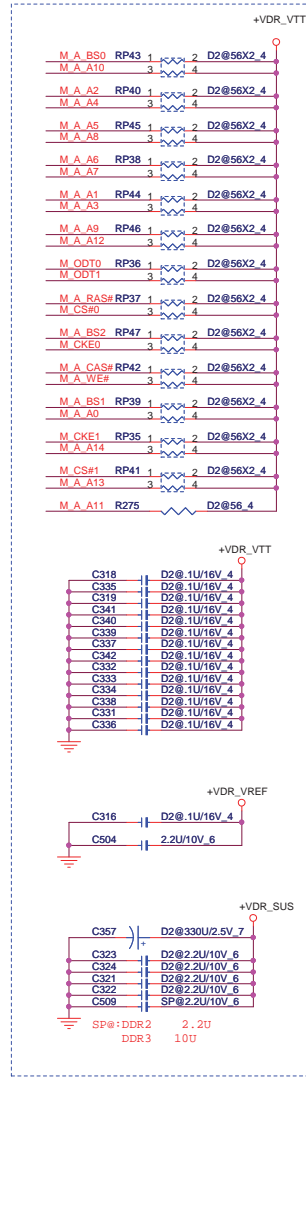 +VDR_VTT
M_A_BS0 RP43 1 2 D2@56X2_4
M_A_A10 3 4
M_A_A2 RP40 1 2 D2@56X2_4
M_A_A4 3 4
M_A_A5 RP45 1 2 D2@56X2_4
M_A_A8 3 4
M_A_A6 RP38 1 2 D2@56X2_4
M_A_A7 3 4
M_A_A1 RP44 1 2 D2@56X2_4
M_A_A3 3 4
M_A_A9 RP46 1 2 D2@56X2_4
M_A_A12 3 4
M_ODT0 RP36 1 2 D2@56X2_4
M_ODT1 3 4
M_A_RAS# RP37 1 2 D2@56X2_4
M_CS#0 3 4
M_A_BS2 RP47 1 2 D2@56X2_4
M_CKE0 3 4
M_A_CAS# RP42 1 2 D2@56X2_4
M_A_WE# 3 4
M_A_BS1 RP39 1 2 D2@56X2_4
M_A_A0 3 4
M_CKE1 RP35 1 2 D2@56X2_4
M_A_A14 3 4
M_CS#1 RP41 1 2 D2@56X2_4
M_A_A13 3 4
M_A_A11 R275 D2@56_4
+VDR_VTT
C318 D2@.1U/16V_4
C335 D2@.1U/16V_4
C319 D2@.1U/16V_4
C341 D2@.1U/16V_4
C340 D2@.1U/16V_4
C339 D2@.1U/16V_4
C337 D2@.1U/16V_4
C342 D2@.1U/16V_4
C332 D2@.1U/16V_4
C333 D2@.1U/16V_4
C334 D2@.1U/16V_4
C338 D2@.1U/16V_4
C331 D2@.1U/16V_4
C336 D2@.1U/16V_4
+VDR_VREF
C316 D2@.1U/16V_4
C504 2.2U/10V_6
+VDR_SUS
C357 D2@330U/2.5V_7
+
C323 D2@2.2U/10V_6
C324 D2@2.2U/10V_6
C321 D2@2.2U/10V_6
C322 D2@2.2U/10V_6
C509 SP@2.2U/10V_6
SP@:DDR2 2.2U
DDR3 10U